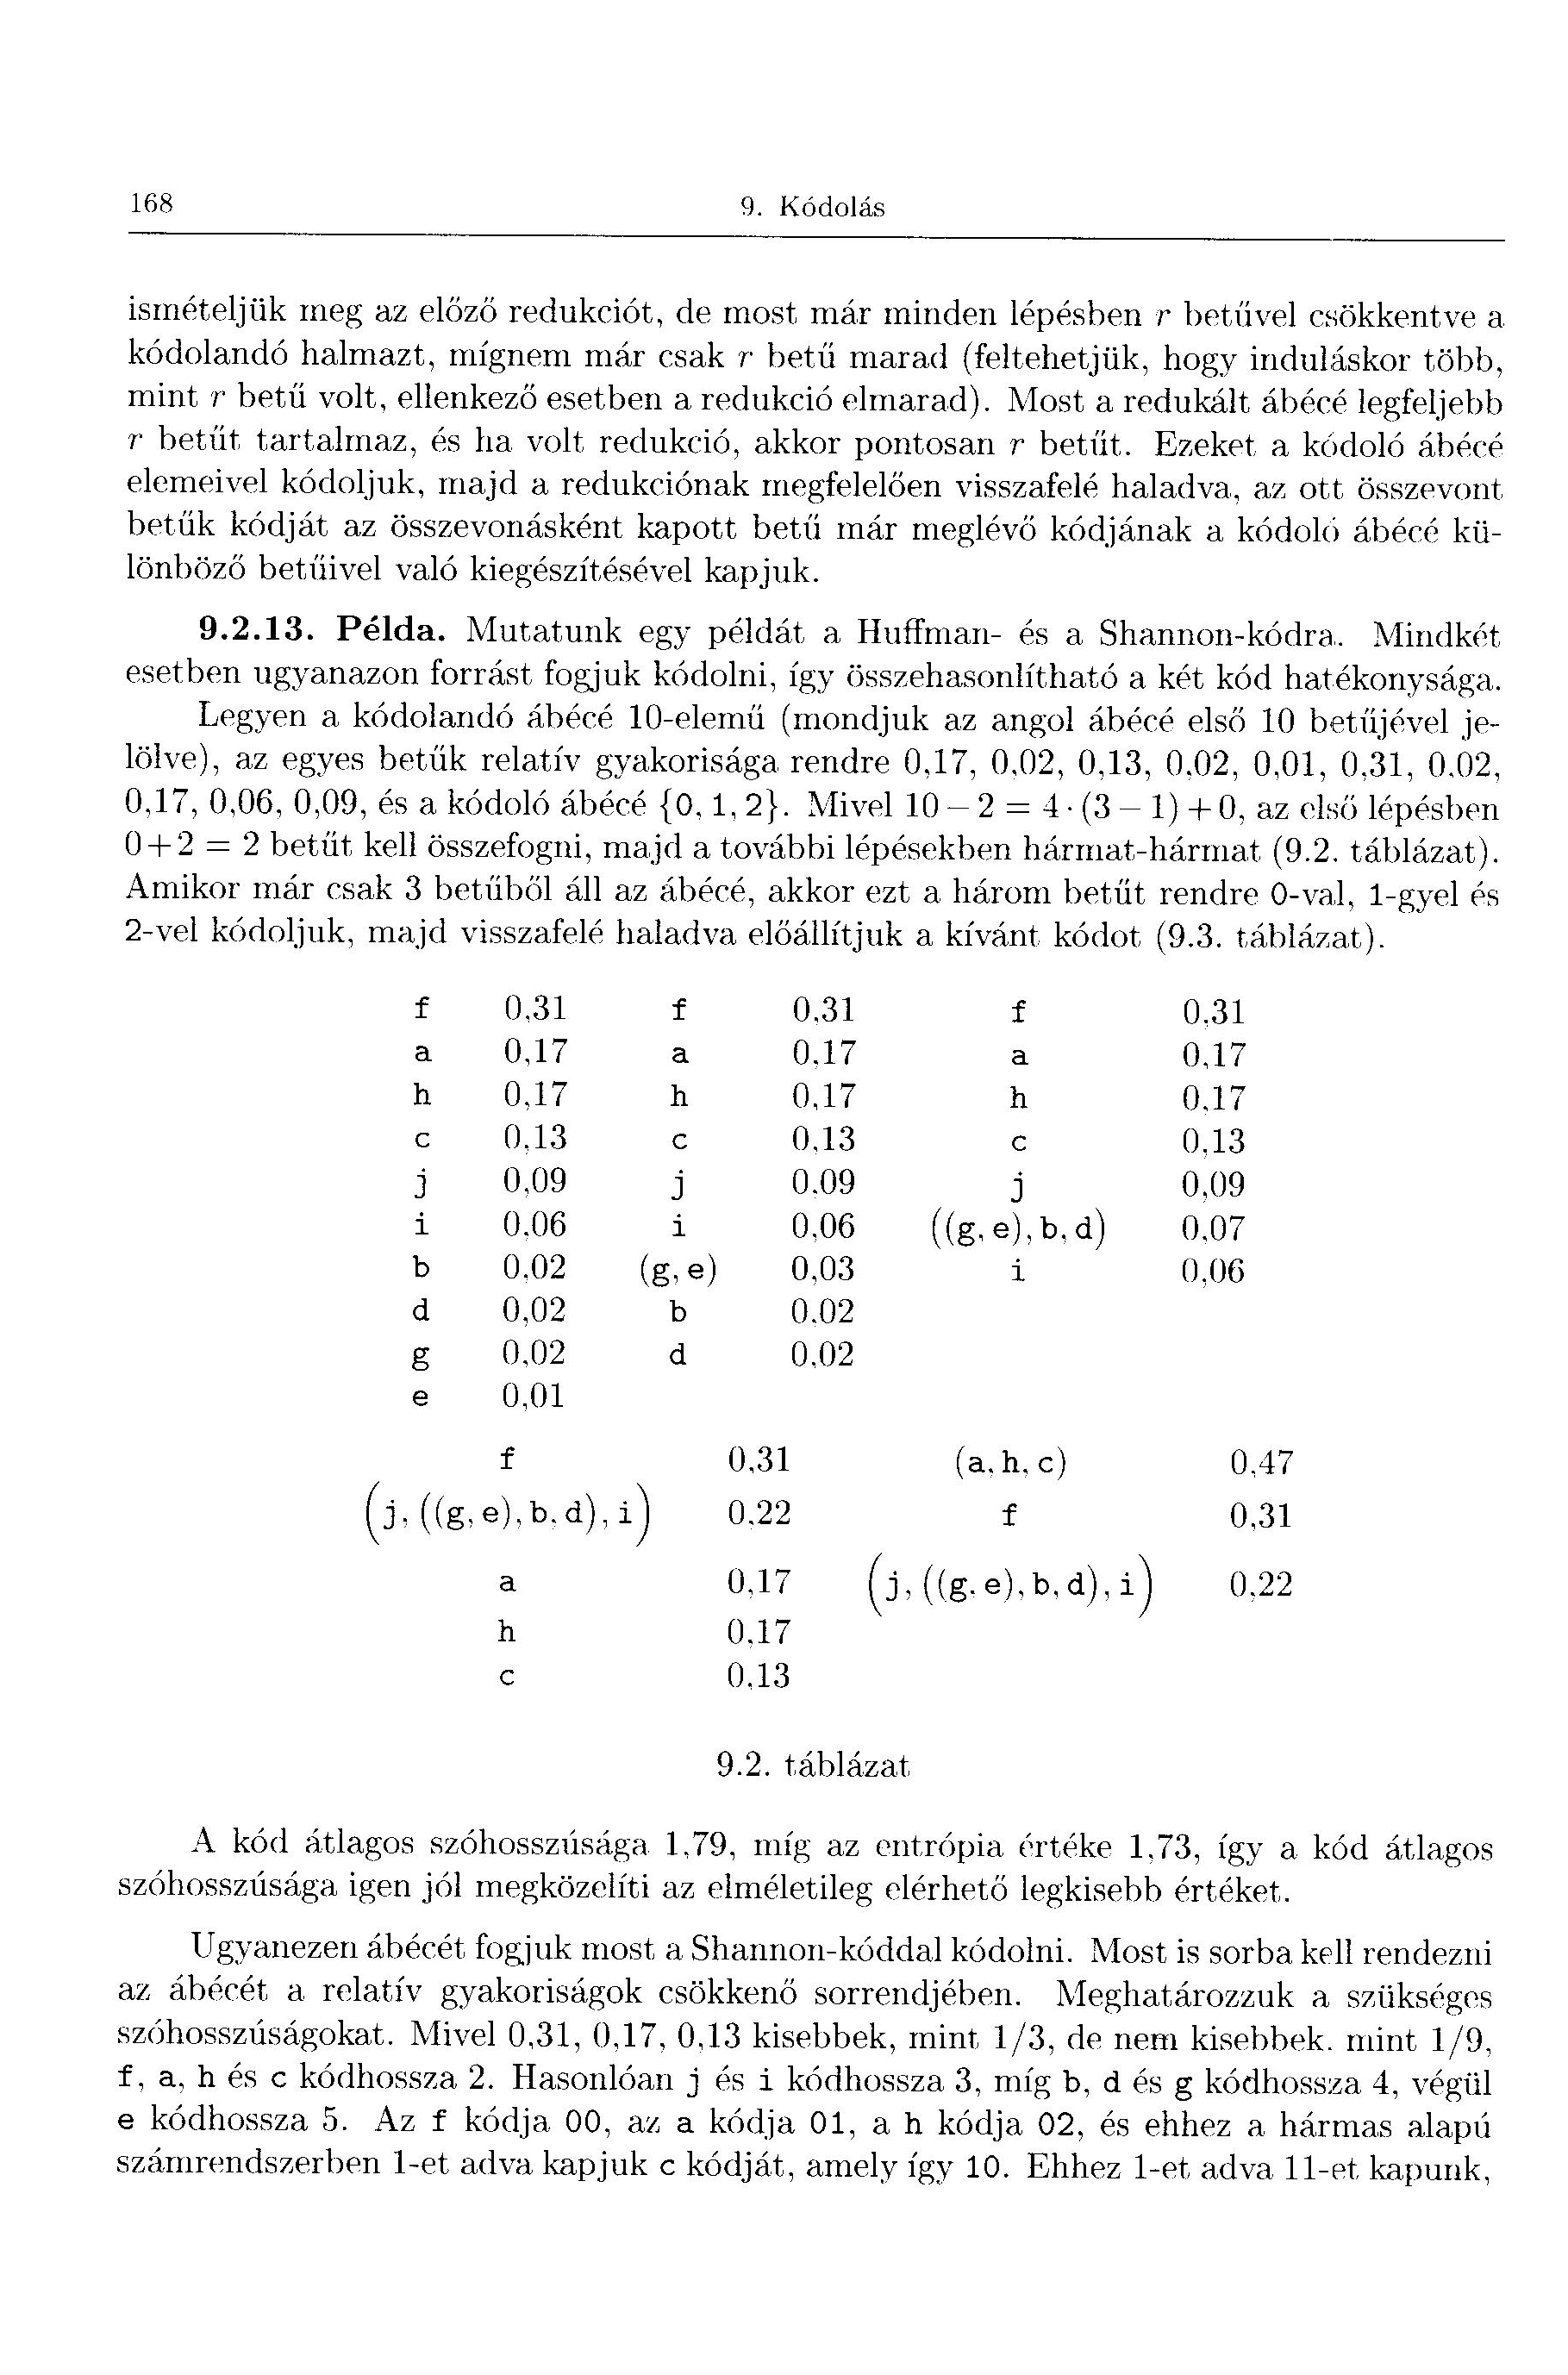 168 9. Kódolás
ismételjük meg az előző redukciót, de most már minden lépésben r betűvel csökkentve a
kódolandó halmazt, mígnem már csak r betű marad (feltehetjük, hogy induláskor több,
mint r betű volt, ellenkező esetben a redukció elmarad). Most a redukált ábécé legfeljebb
r betűt tartalmaz, és ha volt redukció, akkor pontosan r betűt. Ezeket a kódoló ábécé
elemeivel kódoljuk, majd a redukciónak megfelelően visszafelé haladva, az ott összevont
betűk kódját az összevonásként kapott betű már meglévő kódjának a kódoló ábécé kü-
lönböző betűivel való kiegészítésével kapjuk.
9.2.13. Példa. Mutatunk egy példát a Huffman- és a Shannon-kódra. Mindkét
esetben ugyanazon forrást fogjuk kódolni, így összehasonlítható a két kód hatékonysága.
Legyen a kódolandó ábécé 10-elemű (mondjuk az angol ábécé első 10 betűjével je-
lölve), az egyes betűk relatív gyakorisága rendre 0,17, 0,02, 0,13, 0,02, 0,01, 0,31, 0,02,
0,17, 0,06, 0,09, és a kódoló ábécé {0, 1, 2}. Mivel 10 − 2 = 4 · (3 − 1) + 0, az első lépésben
0 + 2 = 2 betűt kell összefogni, majd a további lépésekben hármat-hármat (9.2. táblázat).
Amikor már csak 3 betűből áll az ábécé, akkor ezt a három betűt rendre 0-val, 1-gyel és
2-vel kódoljuk, majd visszafelé haladva előállítjuk a kívánt kódot (9.3. táblázat).
f 0,31 f 0,31 f 0,31
a 0,17 a 0,17 a 0,17
h 0,17 h 0,17 h 0,17
c 0,13 c 0,13 c 0,13
j 0,09 j 0,09 j 0,09
i 0,06 i 0,06 ((g, e), b, d) 0,07
b 0,02 (g, e) 0,03 i 0,06
d 0,02 b 0,02
g 0,02 d 0,02
e 0,01
f 0,31 (a, h, c) 0,47
(j, ((g, e), b, d), i) 0,22 f 0,31
a 0,17 (j, ((g, e), b, d), i) 0,22
h 0,17
c 0,13
9.2. táblázat
A kód átlagos szóhosszúsága 1,79, míg az entrópia értéke 1,73, így a kód átlagos
szóhosszúsága igen jól megközelíti az elméletileg elérhető legkisebb értéket.
Ugyanezen ábécét fogjuk most a Shannon-kóddal kódolni. Most is sorba kell rendezni
az ábécét a relatív gyakoriságok csökkenő sorrendjében. Meghatározzuk a szükséges
szóhosszúságokat. Mivel 0,31, 0,17, 0,13 kisebbek, mint 1/3, de nem kisebbek, mint 1/9,
f, a, h és c kódhossza 2. Hasonlóan j és i kódhossza 3, míg b, d és g kódhossza 4, végül
e kódhossza 5. Az f kódja 00, az a kódja 01, a h kódja 02, és ehhez a hármas alapú
számrendszerben 1-et adva kapjuk c kódját, amely így 10. Ehhez 1-et adva 11-et kapunk,